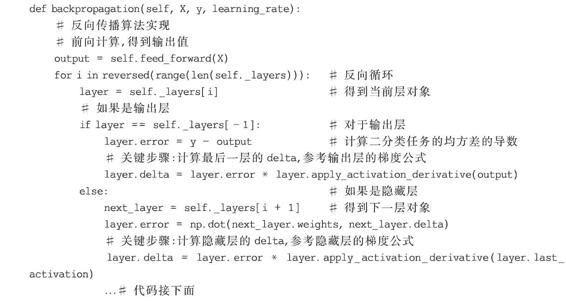 def backpropagation(self, X, y, learning_rate):
# 反向传播算法实现
# 前向计算,得到输出值
output = self.feed_forward(X)
for i in reversed(range(len(self._layers))): # 反向循环
layer = self._layers[i] # 得到当前层对象
# 如果是输出层
if layer == self._layers[-1]: # 对于输出层
layer.error = y - output # 计算二分类任务的均方差的导数
# 关键步骤:计算最后一层的 delta,参考输出层的梯度公式
layer.delta = layer.error * layer.apply_activation_derivative(output)
else: # 如果是隐藏层
next_layer = self._layers[i + 1] # 得到下一层对象
layer.error = np.dot(next_layer.weights, next_layer.delta)
# 关键步骤:计算隐藏层的 delta,参考隐藏层的梯度公式
layer.delta = layer.error * layer.apply_activation_derivative(layer.last_
activation)
...# 代码接下面